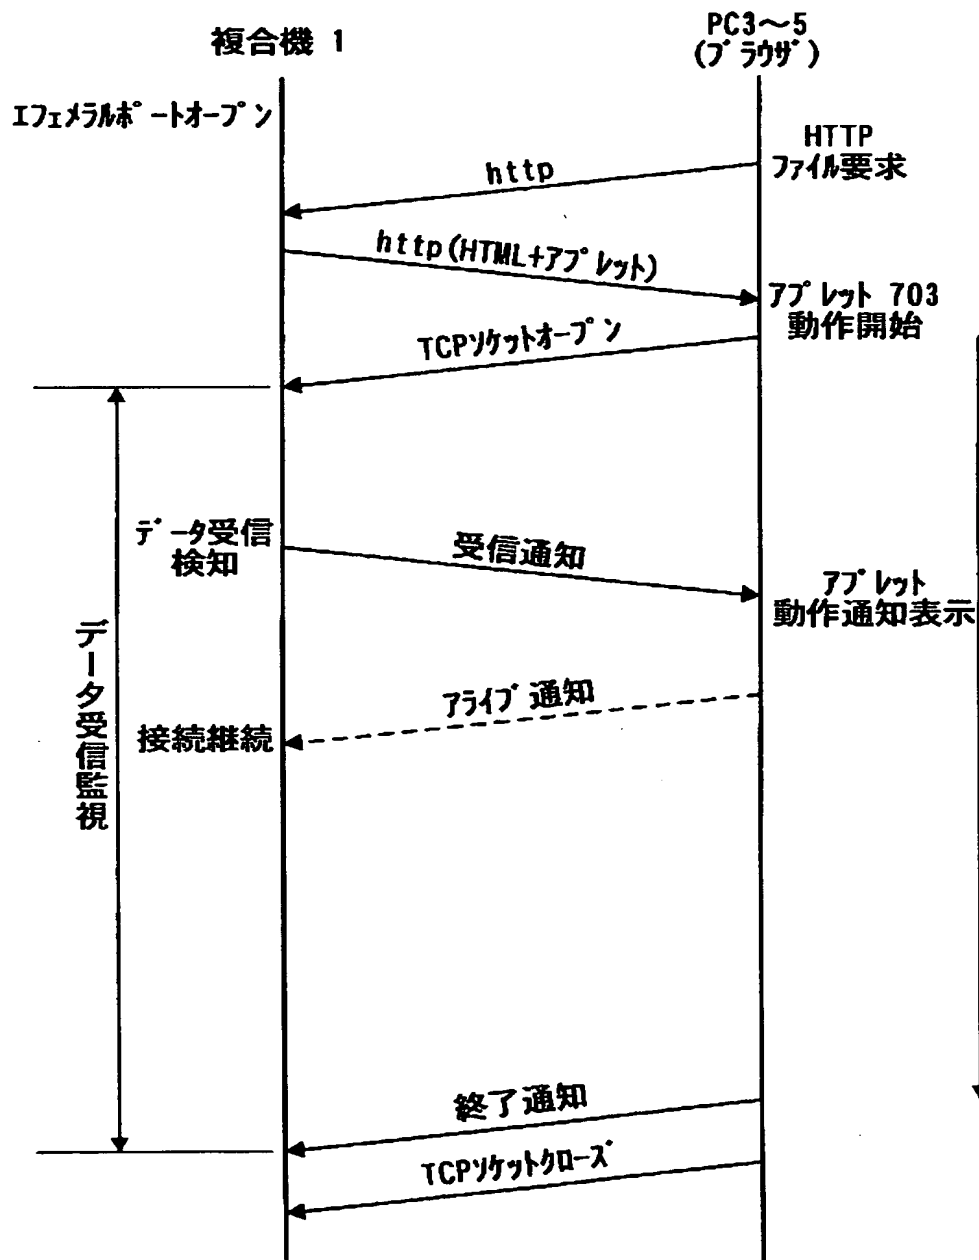 複合機 1
PC3～5
(ﾌﾞﾗｳｻﾞ)
ｴﾌｪﾒﾗﾙﾎﾟｰﾄｵｰﾌﾟﾝ
HTTP
ﾌｧｲﾙ要求
http
http(HTML+ｱﾌﾟﾚｯﾄ)
ｱﾌﾟﾚｯﾄ 703
動作開始
TCPｿｹｯﾄｵｰﾌﾟﾝ
ﾃﾞｰﾀ受信
検知
受信通知
ｱﾌﾟﾚｯﾄ
動作通知表示
データ受信監視
ｱﾗｲﾌﾞ通知
接続継続
終了通知
TCPｿｹｯﾄｸﾛｰｽﾞ